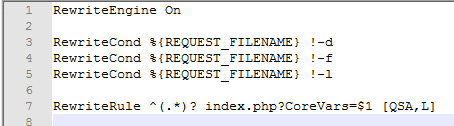 1 RewriteEngine On
2
3 RewriteCond %{REQUEST_FILENAME} !-d
4 RewriteCond %{REQUEST_FILENAME} !-f
5 RewriteCond %{REQUEST_FILENAME} !-l
6
7 RewriteRule ^(.*)? index.php?CoreVars=$1 [QSA,L]
8